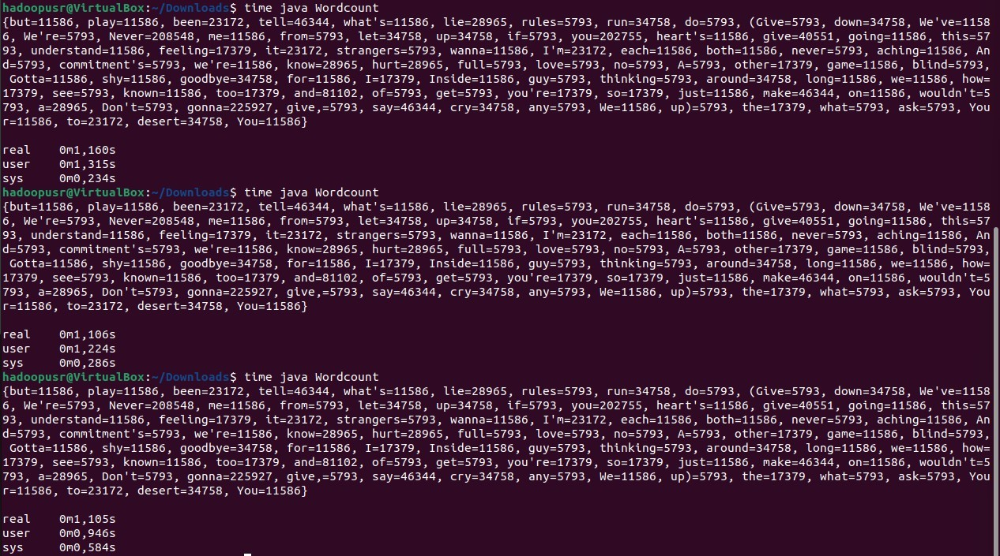 hadoopusr@VirtualBox:~/Downloads$ time java Wordcount
{but=11586, play=11586, been=23172, tell=46344, what's=11586, lie=28965, rules=5793, run=34758, do=5793, (Give=5793, down=34758, We've=1158
6, We're=5793, Never=208548, me=11586, from=5793, let=34758, up=34758, if=5793, you=202755, heart's=11586, give=40551, going=11586, this=57
93, understand=11586, feeling=17379, it=23172, strangers=5793, wanna=11586, I'm=23172, each=11586, both=11586, never=5793, aching=11586, An
d=5793, commitment's=5793, we're=11586, know=28965, hurt=28965, full=5793, love=5793, no=5793, A=5793, other=17379, game=11586, blind=5793,
 Gotta=11586, shy=11586, goodbye=34758, for=11586, I=17379, Inside=11586, guy=5793, thinking=5793, around=34758, long=11586, we=11586, how=
17379, see=5793, known=11586, too=17379, and=81102, of=5793, get=5793, you're=17379, so=17379, just=11586, make=46344, on=11586, wouldn't=5
793, a=28965, Don't=5793, gonna=225927, give,=5793, say=46344, cry=34758, any=5793, We=11586, up)=5793, the=17379, what=5793, ask=5793, You
r=11586, to=23172, desert=34758, You=11586}
real 0m1,160s
user 0m1,315s
sys 0m0,234s
hadoopusr@VirtualBox:~/Downloads$ time java Wordcount
{but=11586, play=11586, been=23172, tell=46344, what's=11586, lie=28965, rules=5793, run=34758, do=5793, (Give=5793, down=34758, We've=1158
6, We're=5793, Never=208548, me=11586, from=5793, let=34758, up=34758, if=5793, you=202755, heart's=11586, give=40551, going=11586, this=57
93, understand=11586, feeling=17379, it=23172, strangers=5793, wanna=11586, I'm=23172, each=11586, both=11586, never=5793, aching=11586, An
d=5793, commitment's=5793, we're=11586, know=28965, hurt=28965, full=5793, love=5793, no=5793, A=5793, other=17379, game=11586, blind=5793,
 Gotta=11586, shy=11586, goodbye=34758, for=11586, I=17379, Inside=11586, guy=5793, thinking=5793, around=34758, long=11586, we=11586, how=
17379, see=5793, known=11586, too=17379, and=81102, of=5793, get=5793, you're=17379, so=17379, just=11586, make=46344, on=11586, wouldn't=5
793, a=28965, Don't=5793, gonna=225927, give,=5793, say=46344, cry=34758, any=5793, We=11586, up)=5793, the=17379, what=5793, ask=5793, You
r=11586, to=23172, desert=34758, You=11586}
real 0m1,106s
user 0m1,224s
sys 0m0,286s
hadoopusr@VirtualBox:~/Downloads$ time java Wordcount
{but=11586, play=11586, been=23172, tell=46344, what's=11586, lie=28965, rules=5793, run=34758, do=5793, (Give=5793, down=34758, We've=1158
6, We're=5793, Never=208548, me=11586, from=5793, let=34758, up=34758, if=5793, you=202755, heart's=11586, give=40551, going=11586, this=57
93, understand=11586, feeling=17379, it=23172, strangers=5793, wanna=11586, I'm=23172, each=11586, both=11586, never=5793, aching=11586, An
d=5793, commitment's=5793, we're=11586, know=28965, hurt=28965, full=5793, love=5793, no=5793, A=5793, other=17379, game=11586, blind=5793,
 Gotta=11586, shy=11586, goodbye=34758, for=11586, I=17379, Inside=11586, guy=5793, thinking=5793, around=34758, long=11586, we=11586, how=
17379, see=5793, known=11586, too=17379, and=81102, of=5793, get=5793, you're=17379, so=17379, just=11586, make=46344, on=11586, wouldn't=5
793, a=28965, Don't=5793, gonna=225927, give,=5793, say=46344, cry=34758, any=5793, We=11586, up)=5793, the=17379, what=5793, ask=5793, You
r=11586, to=23172, desert=34758, You=11586}
real 0m1,105s
user 0m0,946s
sys 0m0,584s